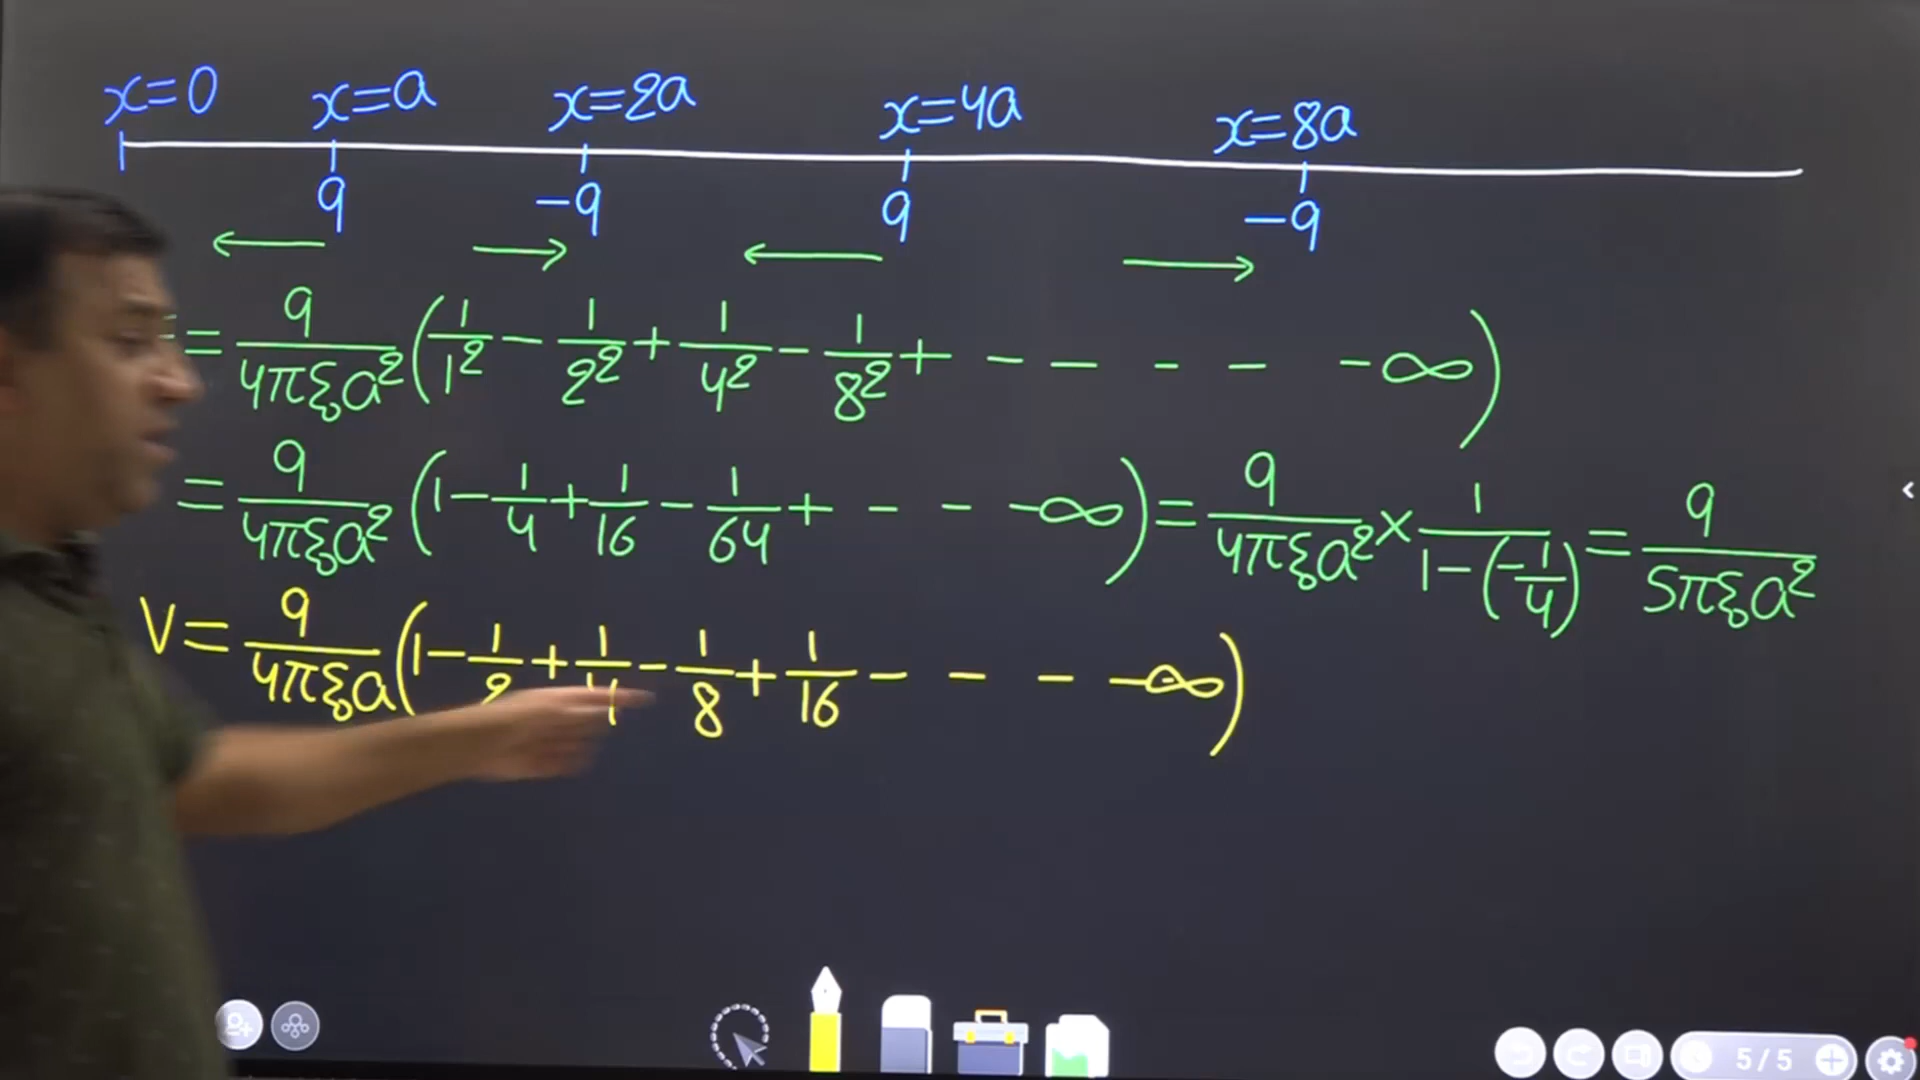 x=0 x=a x=2a x=4a x=8a
q -q q -q
← → ← →
= q/4πε₀a² (1/1² - 1/2² + 1/4² - 1/8² + - - - - - ∞)
= q/4πε₀a² (1 - 1/4 + 1/16 - 1/64 + - - - ∞) = q/4πε₀a² × 1/1-(-1/4) = q/5πε₀a²
V = q/4πε₀a (1 - 1/2 + 1/4 - 1/8 + 1/16 - - - - ∞)
5/5